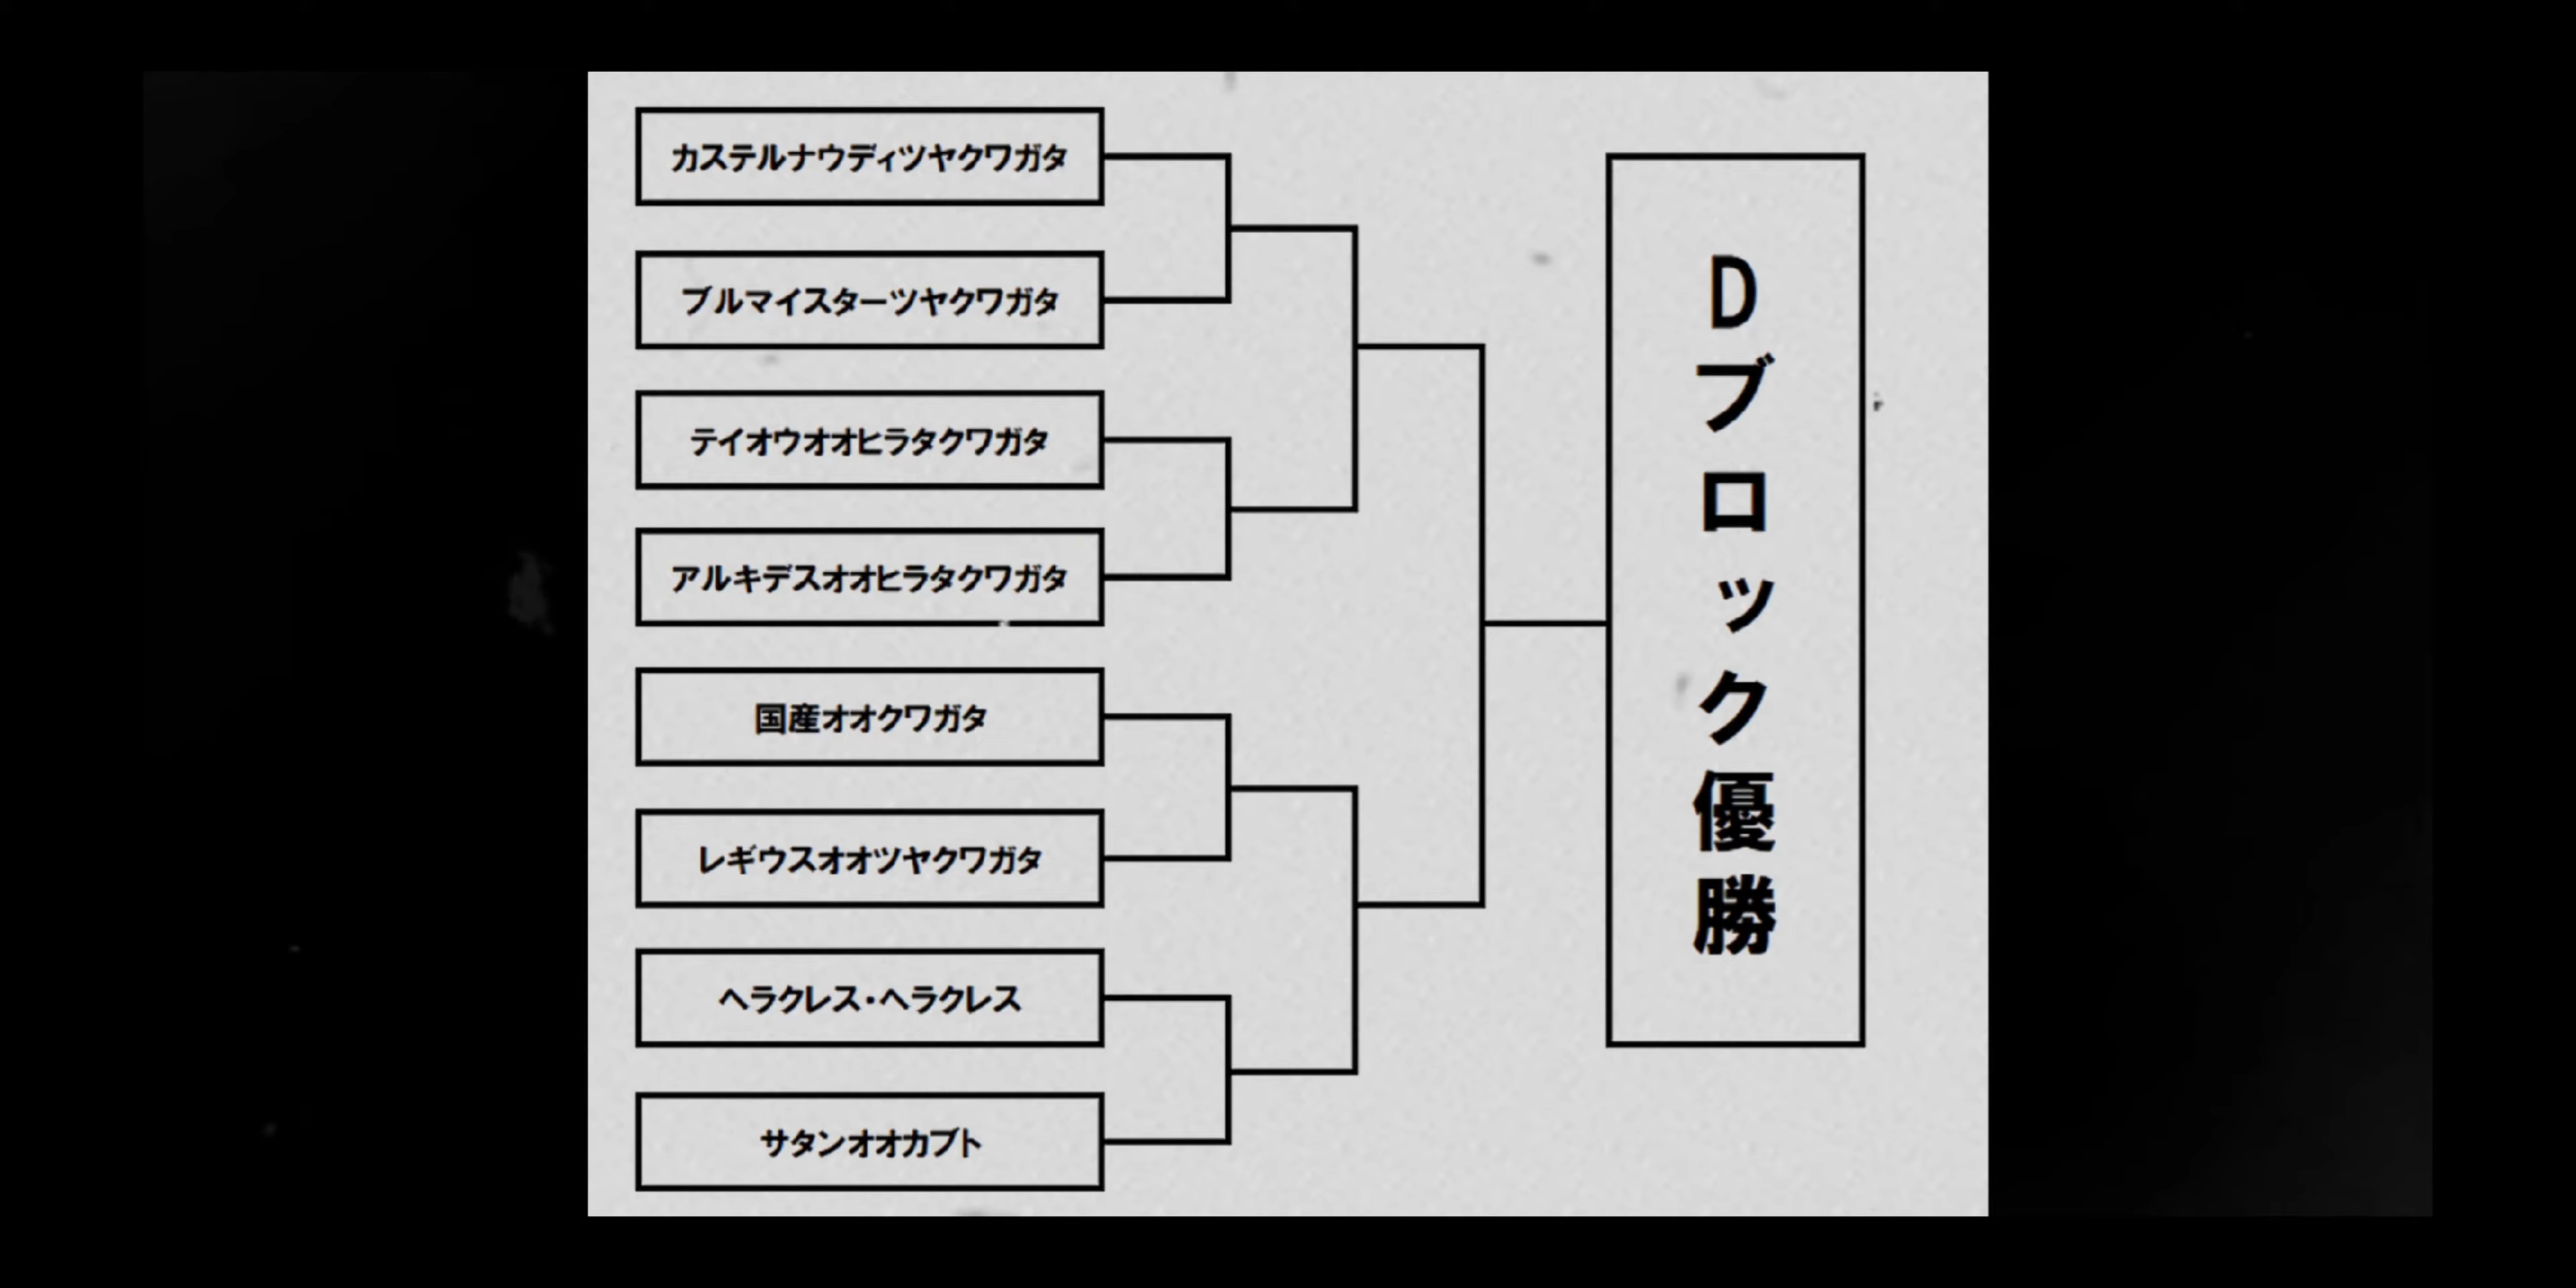 カステルナウディツヤクワガタ
ブルマイスターツヤクワガタ
テイオウオオヒラタクワガタ
アルキデスオオヒラタクワガタ
国産オオクワガタ
レギウスオオツヤクワガタ
ヘラクレス・ヘラクレス
サタンオオカブト
Dブロック優勝